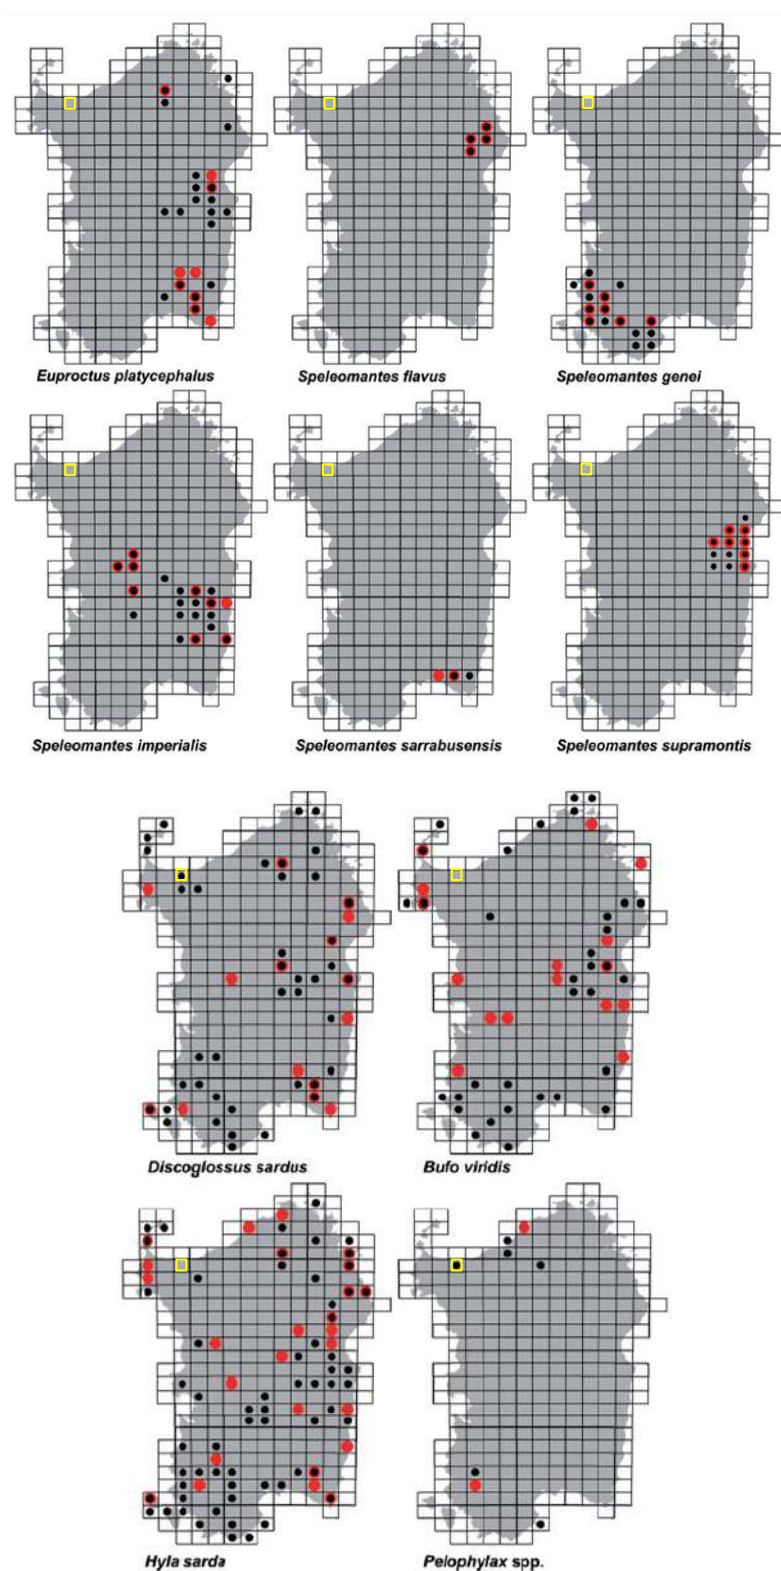 Euproctus platycephalus
Speleomantes flavus
Speleomantes genei
Speleomantes imperialis
Speleomantes sarrabusensis
Speleomantes supramontis
Discoglossus sardus
Bufo viridis
Hyla sarda
Pelophylax spp.